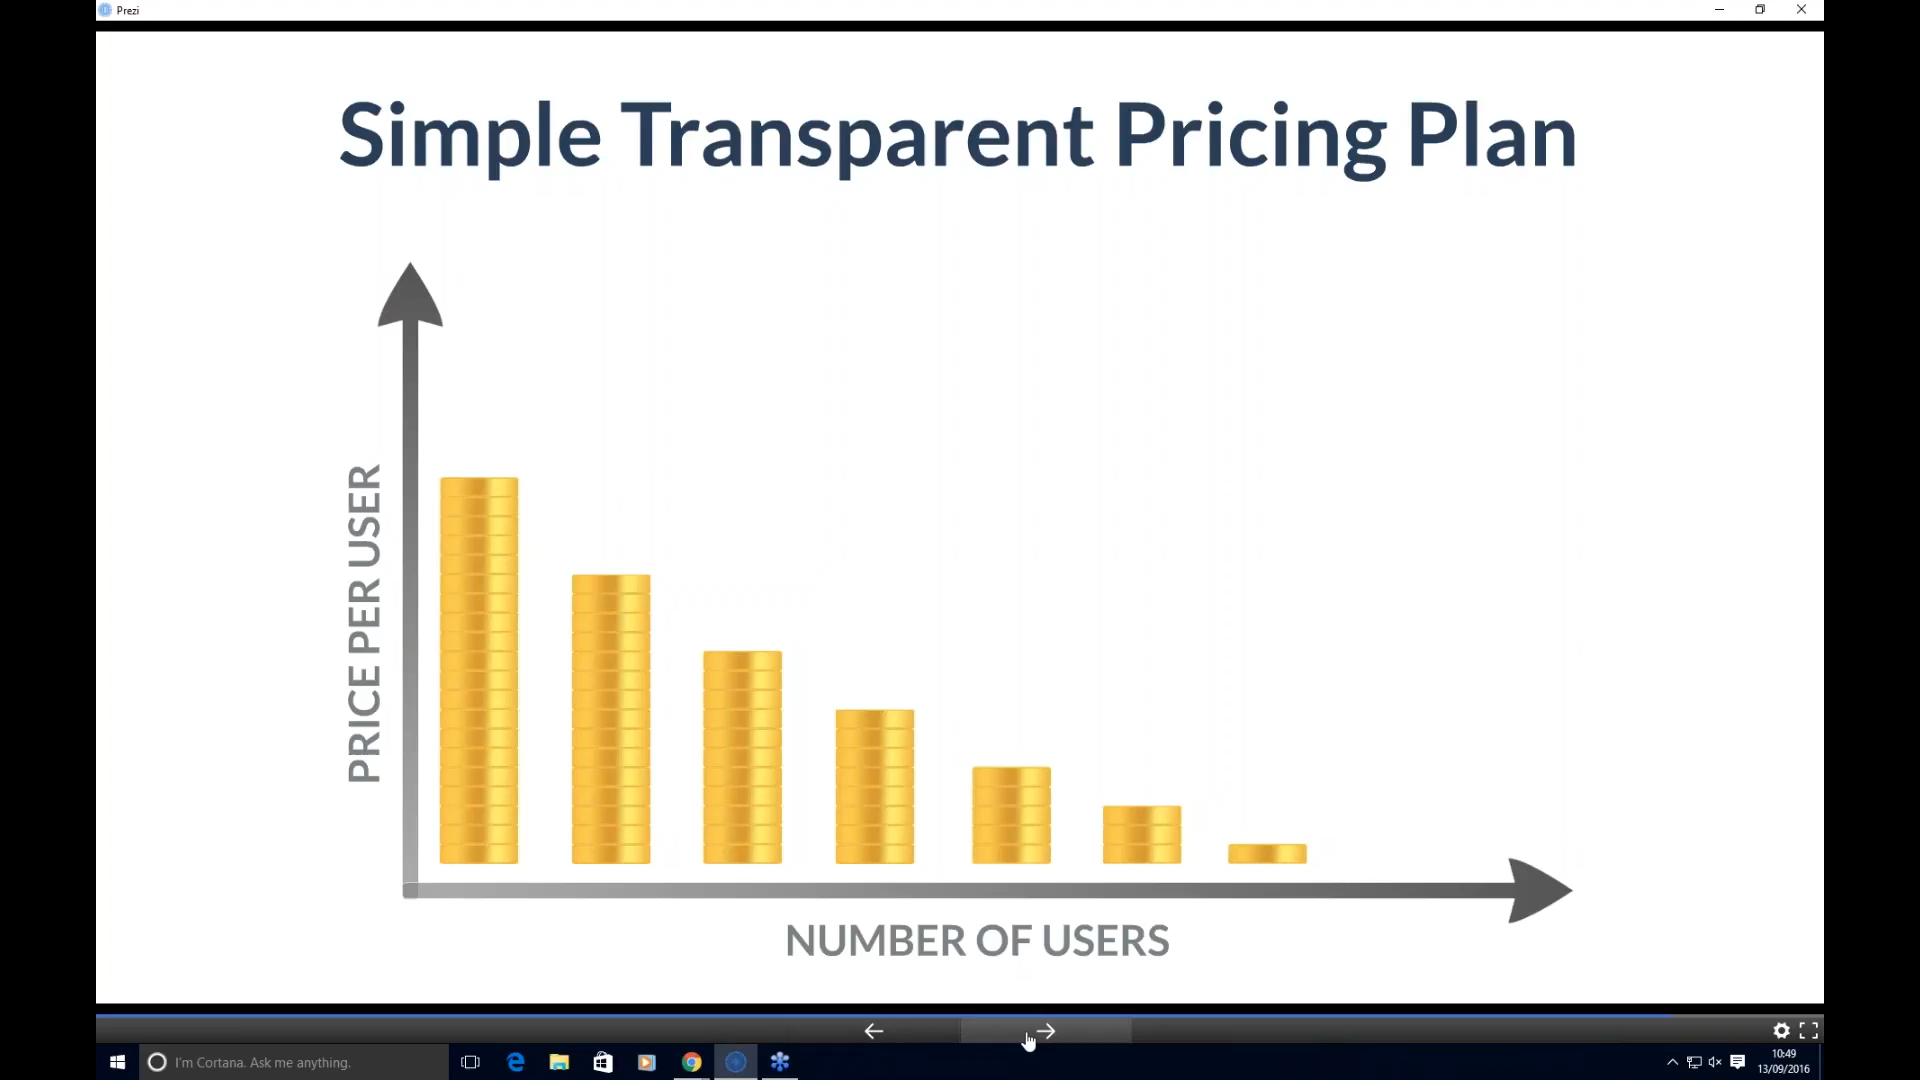 Prezi
Simple Transparent Pricing Plan
PRICE PER USER
NUMBER OF USERS
I'm Cortana. Ask me anything.
10:49
13/09/2016